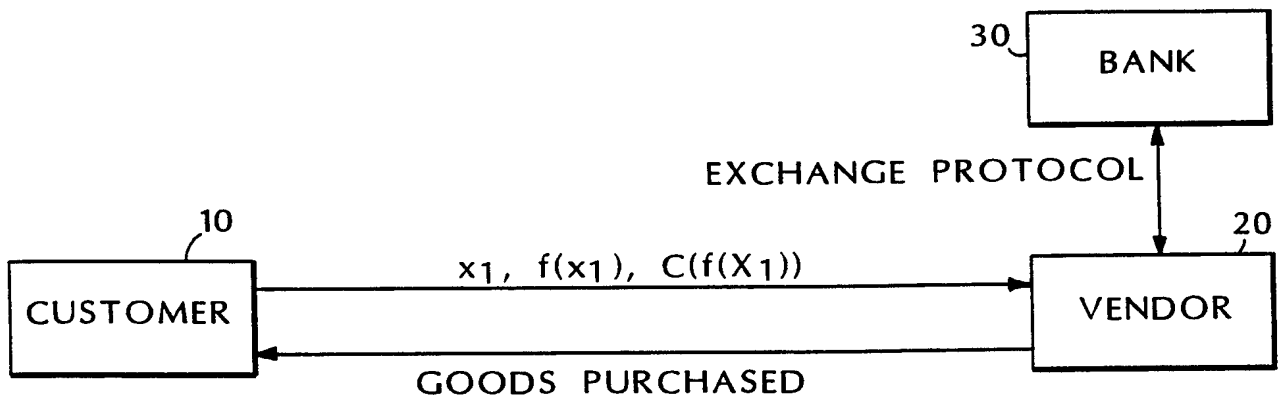 30
BANK
EXCHANGE PROTOCOL
10
20
x1, f(x1), C(f(X1))
CUSTOMER
VENDOR
GOODS PURCHASED